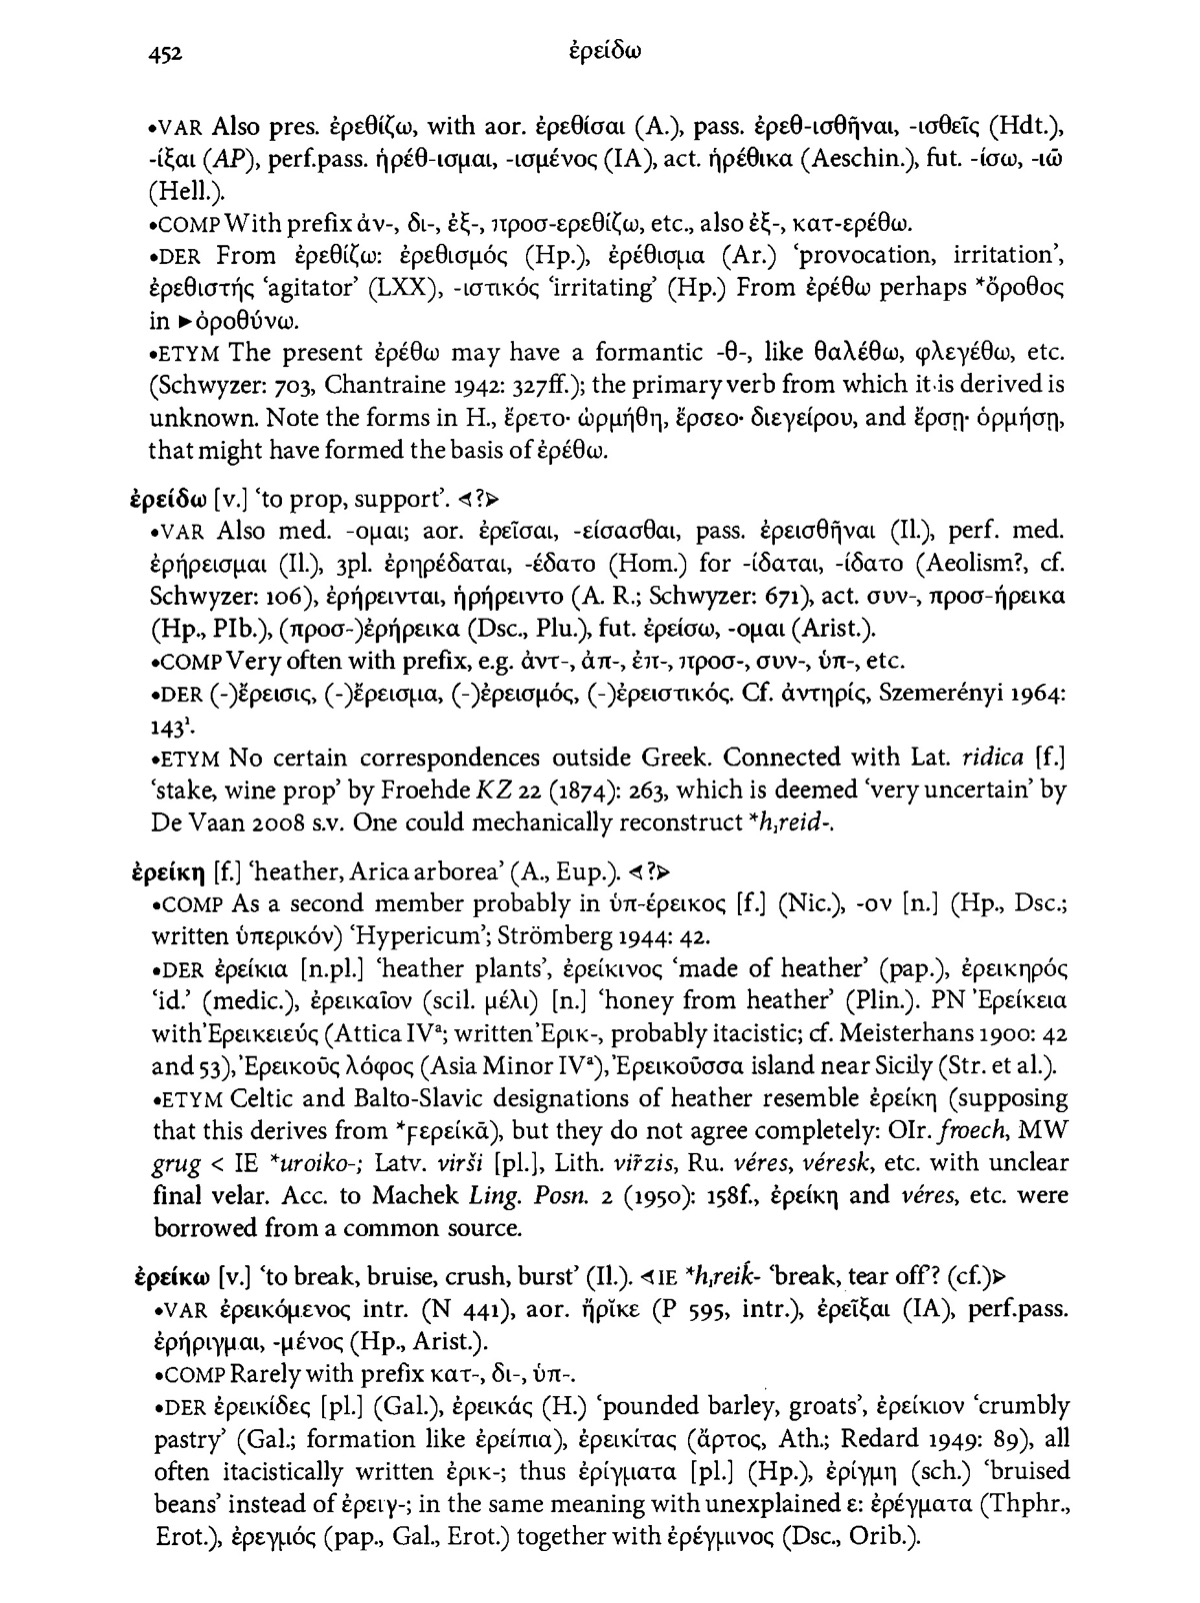 452 ἐρείδω
•VAR Also pres. ἐρεθίζω, with aor. ἐρεθίσαι (A.), pass. ἐρεθ-ισθῆναι, -ισθεῖς (Hdt.),
-ίξαι (AP), perf.pass. ἠρέθ-ισμαι, -ισμένος (IA), act. ἠρέθικα (Aeschin.), fut. -ίσω, -ιῶ
(Hell.).
•COMP With prefix ἀν-, δι-, ἐξ-, προσ-ερεθίζω, etc., also ἐξ-, κατ-ερέθω.
•DER From ἐρεθίζω: ἐρεθισμός (Hp.), ἐρέθισμα (Ar.) ‘provocation, irritation’,
ἐρεθιστής ‘agitator’ (LXX), -ιστικός ‘irritating’ (Hp.) From ἐρέθω perhaps *ὄροθος
in ►ὀροθύνω.
•ETYM The present ἐρέθω may have a formantic -θ-, like θαλέθω, φλεγέθω, etc.
(Schwyzer: 703, Chantraine 1942: 327ff.); the primary verb from which it is derived is
unknown. Note the forms in H., ἔρετο· ὡρμήθη, ἔρσεο· διεγείρου, and ἔρσῃ· ὁρμήσῃ,
that might have formed the basis of ἐρέθω.
ἐρείδω [v.] ‘to prop, support’. ⪪?⪫
•VAR Also med. -ομαι; aor. ἐρεῖσαι, -είσασθαι, pass. ἐρεισθῆναι (Il.), perf. med.
ἐρήρεισμαι (Il.), 3pl. ἐρηρέδαται, -έδατο (Hom.) for -ίδαται, -ίδατο (Aeolism?, cf.
Schwyzer: 106), ἐρήρεινται, ἠρήρειντο (A. R.; Schwyzer: 671), act. συν-, προσ-ήρεικα
(Hp., PIb.), (προσ-)ἐρήρεικα (Dsc., Plu.), fut. ἐρείσω, -ομαι (Arist.).
•COMP Very often with prefix, e.g. ἀντ-, ἀπ-, ἐπ-, προσ-, συν-, ὑπ-, etc.
•DER (-)ἔρεισις, (-)ἔρεισμα, (-)ἐρεισμός, (-)ἐρειστικός. Cf. ἀντηρίς, Szemerényi 1964:
143¹.
•ETYM No certain correspondences outside Greek. Connected with Lat. ridica [f.]
‘stake, wine prop’ by Froehde KZ 22 (1874): 263, which is deemed ‘very uncertain’ by
De Vaan 2008 s.v. One could mechanically reconstruct *h₁reid-.
ἐρείκη [f.] ‘heather, Arica arborea’ (A., Eup.). ⪪?⪫
•COMP As a second member probably in ὑπ-έρεικος [f.] (Nic.), -ον [n.] (Hp., Dsc.;
written ὑπερικόν) ‘Hypericum’; Strömberg 1944: 42.
•DER ἐρείκια [n.pl.] ‘heather plants’, ἐρείκινος ‘made of heather’ (pap.), ἐρεικηρός
‘id.’ (medic.), ἐρεικαῖον (scil. μέλι) [n.] ‘honey from heather’ (Plin.). PN Ἐρείκεια
with Ἐρεικειεύς (Attica IVᵃ; written Ἐρικ-, probably itacistic; cf. Meisterhans 1900: 42
and 53), Ἐρεικοῦς λόφος (Asia Minor IVᵃ), Ἐρεικοῦσσα island near Sicily (Str. et al.).
•ETYM Celtic and Balto-Slavic designations of heather resemble ἐρείκη (supposing
that this derives from *ϝερείκᾱ), but they do not agree completely: OIr. froech, MW
grug < IE *uroiko-; Latv. virši [pl.], Lith. vir̃zis, Ru. véres, véresk, etc. with unclear
final velar. Acc. to Machek Ling. Posn. 2 (1950): 158f., ἐρείκη and véres, etc. were
borrowed from a common source.
ἐρείκω [v.] ‘to break, bruise, crush, burst’ (Il.). ⪪IE *h₁reiḱ- ‘break, tear off’? (cf.)⪫
•VAR ἐρεικόμενος intr. (Ν 441), aor. ἤρῐκε (Ρ 595, intr.), ἐρεῖξαι (IA), perf.pass.
ἐρήριγμαι, -μένος (Hp., Arist.).
•COMP Rarely with prefix κατ-, δι-, ὑπ-.
•DER ἐρεικίδες [pl.] (Gal.), ἐρεικάς (H.) ‘pounded barley, groats’, ἐρείκιον ‘crumbly
pastry’ (Gal.; formation like ἐρείπια), ἐρεικίτας (ἄρτος, Ath.; Redard 1949: 89), all
often itacistically written ἐρικ-; thus ἐρίγματα [pl.] (Hp.), ἐρίγμη (sch.) ‘bruised
beans’ instead of ἐρειγ-; in the same meaning with unexplained ε: ἐρέγματα (Thphr.,
Erot.), ἐρεγμός (pap., Gal., Erot.) together with ἐρέγμινος (Dsc., Orib.).